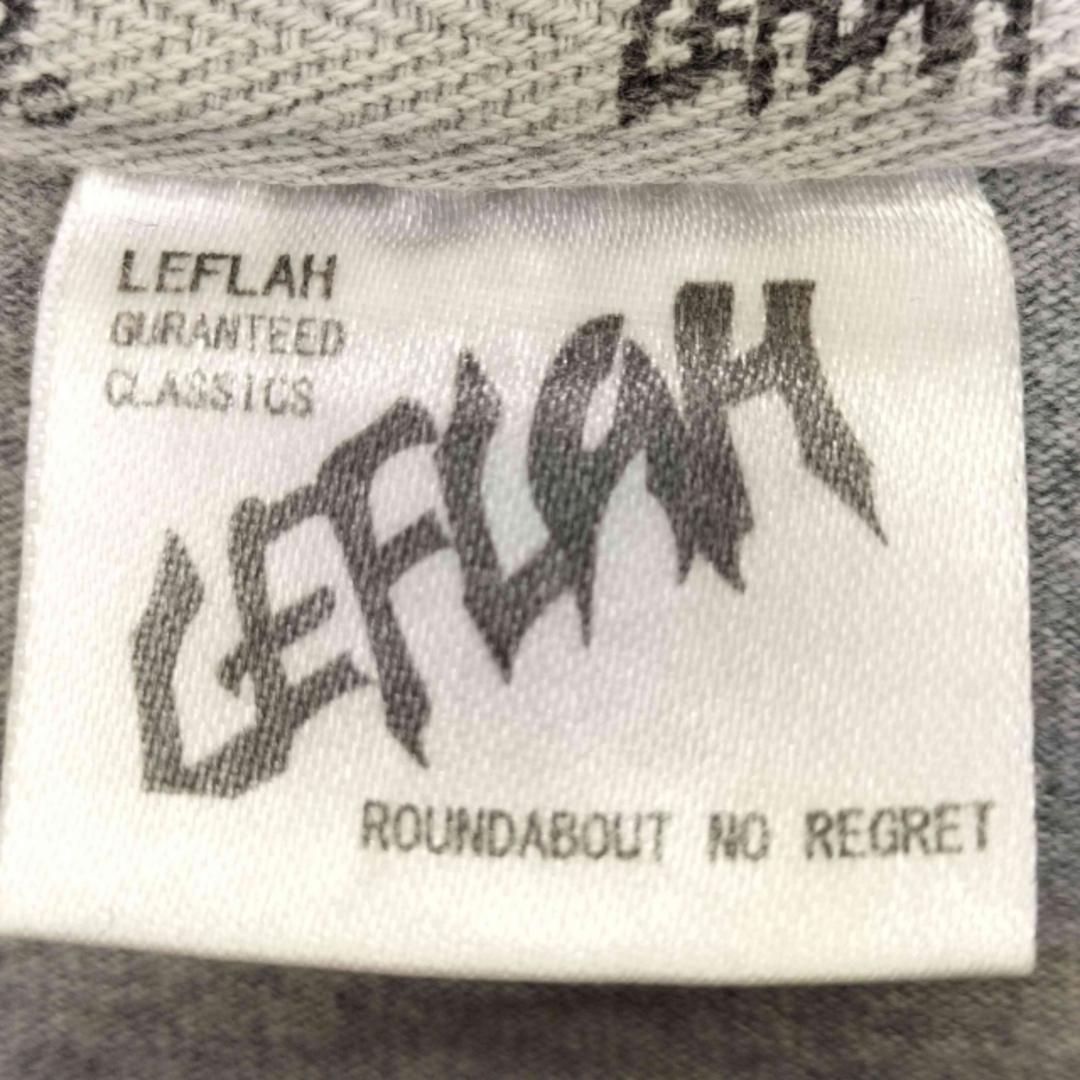 LEFLAH
GURANTEED
CLASSICS
LEFLAH
ROUNDABOUT NO REGRET